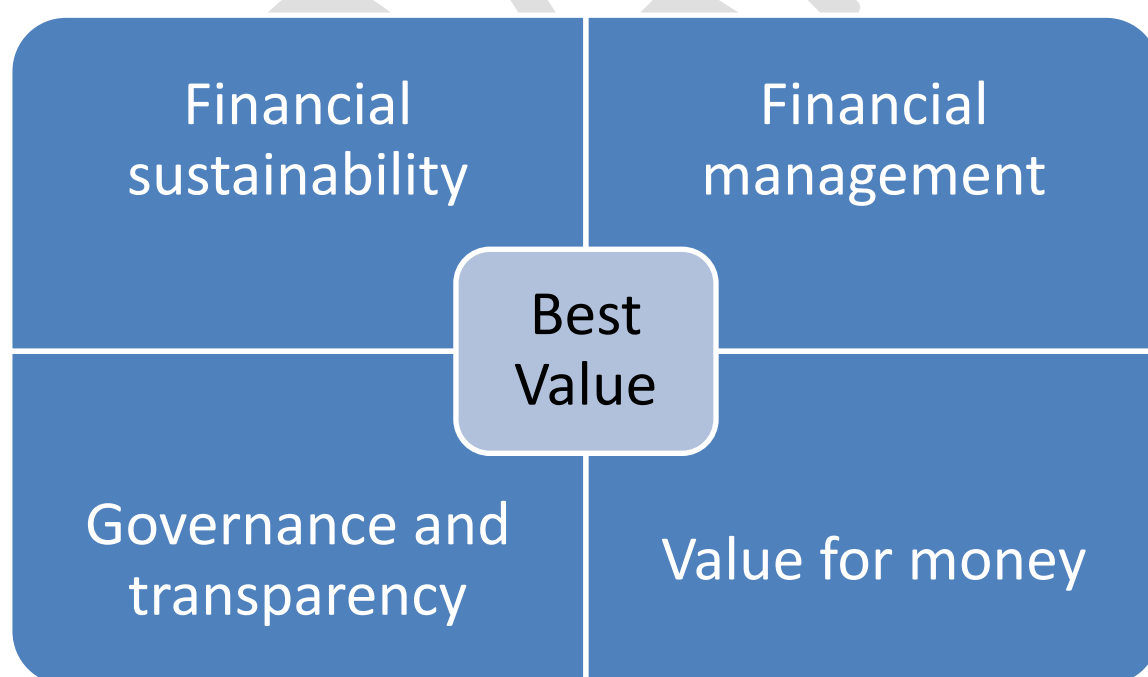 Financial
sustainability
Financial
management
Best
Value
Governance and
transparency
Value for money